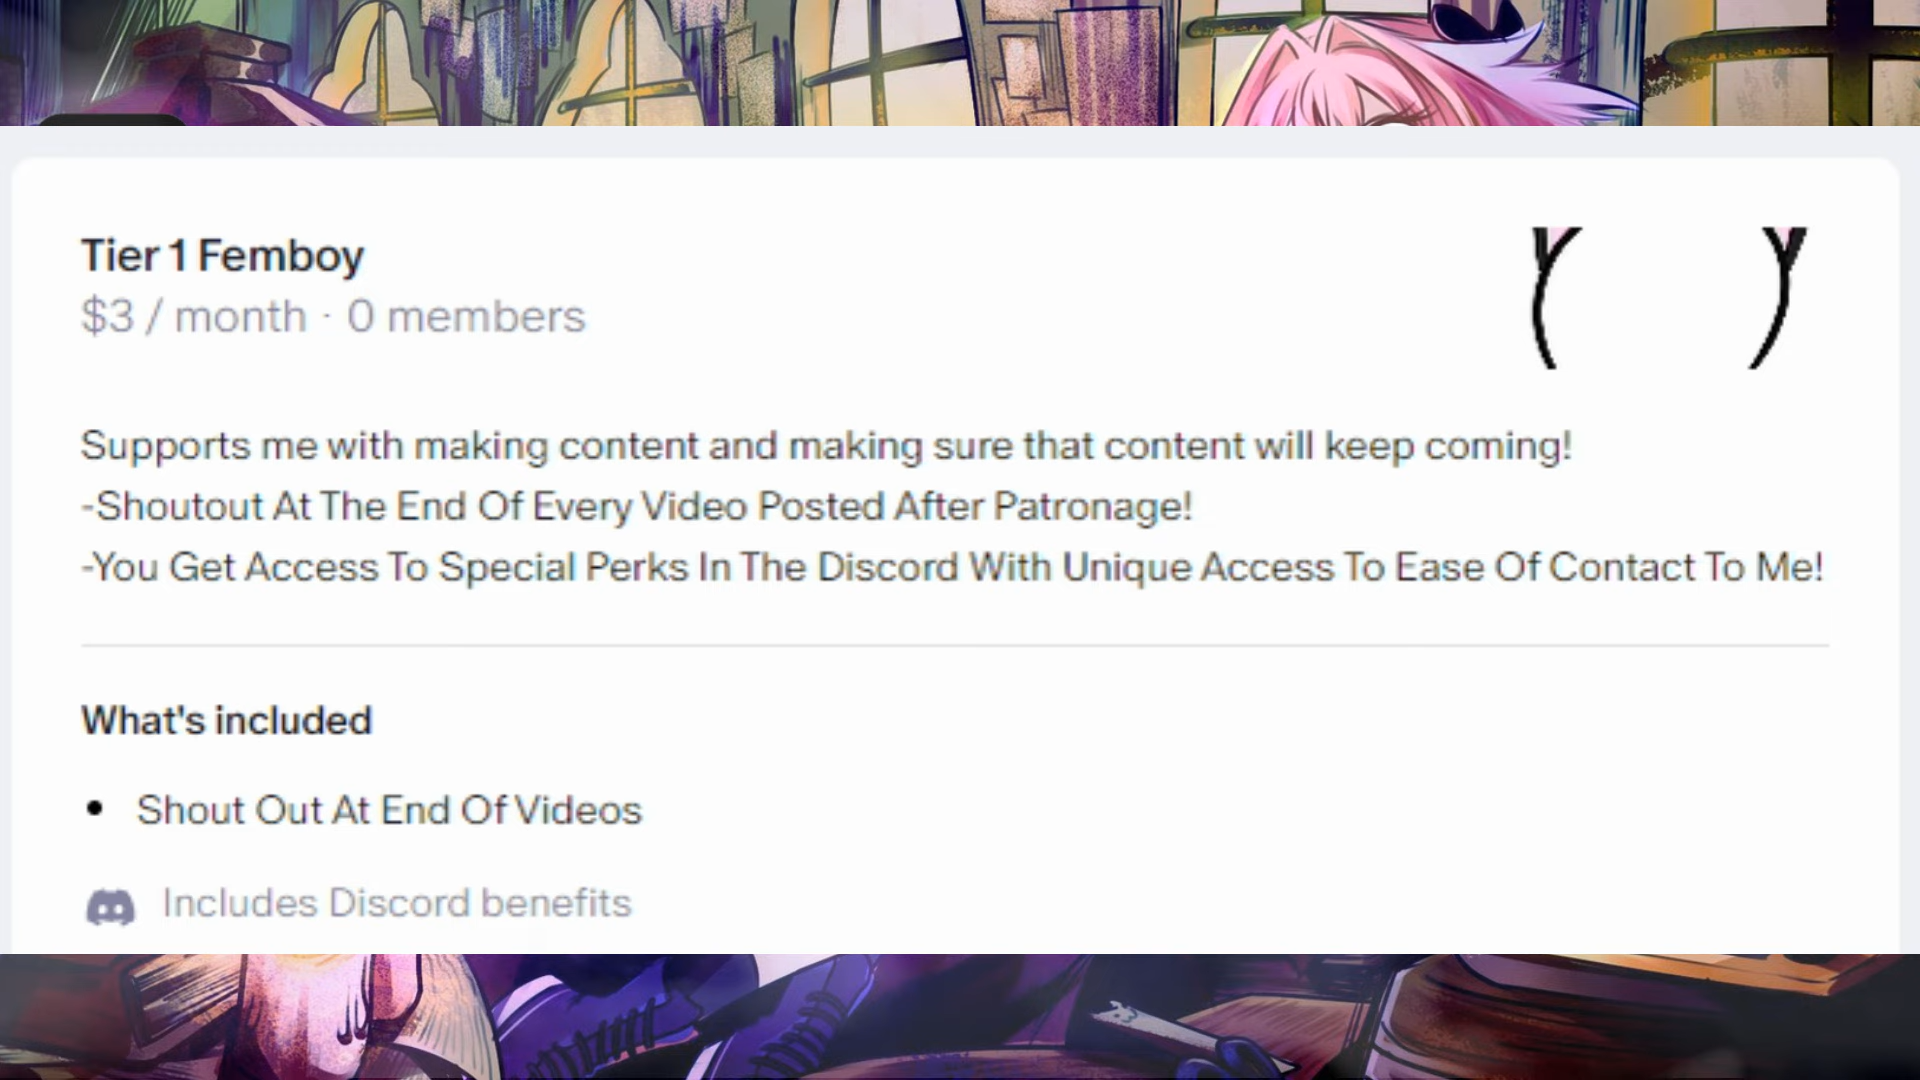 Tier 1 Femboy
$3 / month · 0 members
Supports me with making content and making sure that content will keep coming!
-Shoutout At The End Of Every Video Posted After Patronage!
-You Get Access To Special Perks In The Discord With Unique Access To Ease Of Contact To Me!
What's included
• Shout Out At End Of Videos
Includes Discord benefits